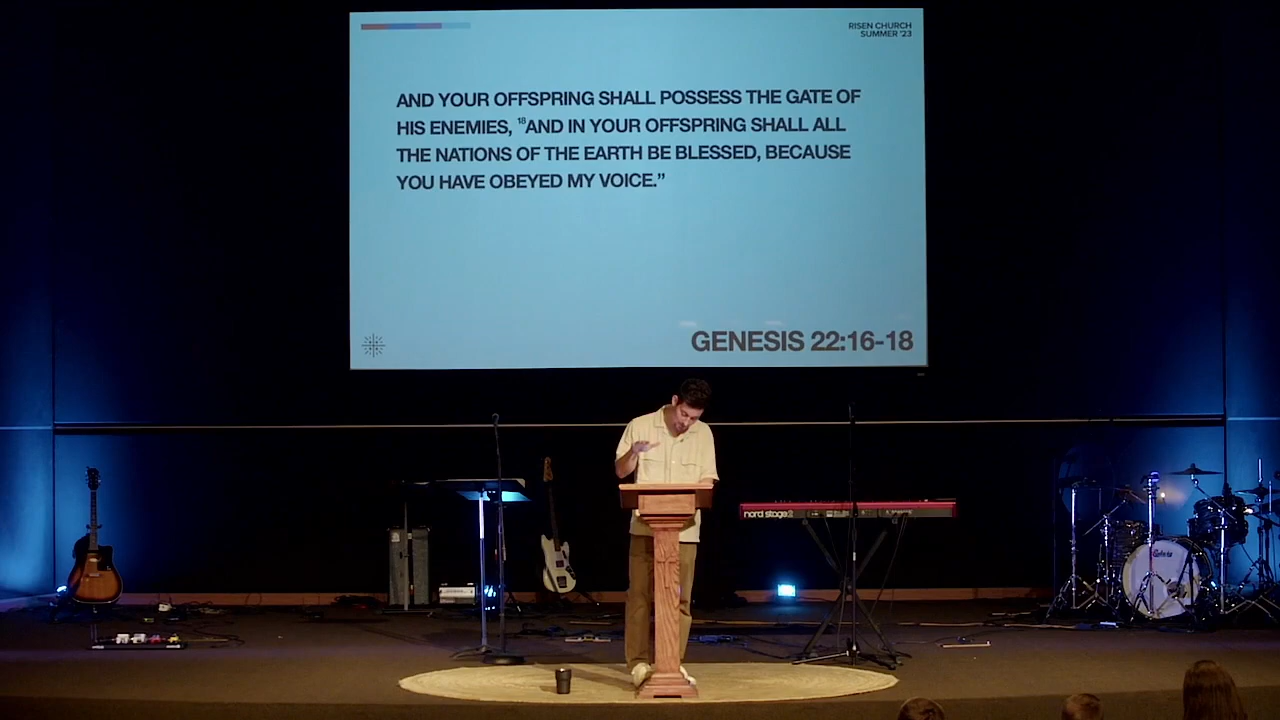 RISEN CHURCH
SUMMER '23
AND YOUR OFFSPRING SHALL POSSESS THE GATE OF
HIS ENEMIES, 18AND IN YOUR OFFSPRING SHALL ALL
THE NATIONS OF THE EARTH BE BLESSED, BECAUSE
YOU HAVE OBEYED MY VOICE.”
GENESIS 22:16-18
nord stage 2
Gretsch